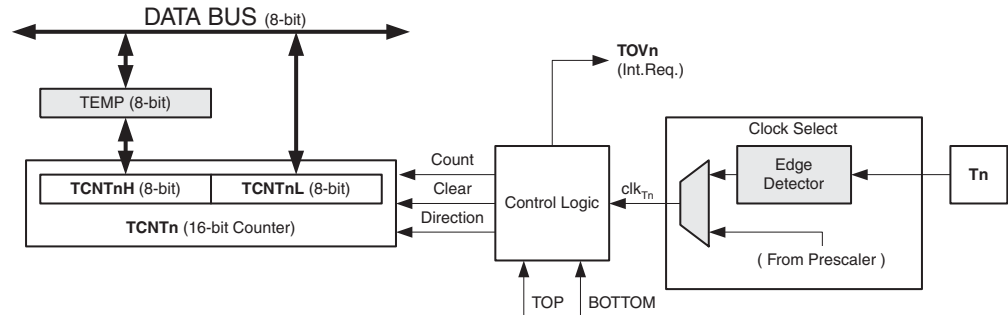 DATA BUS (8-bit)
TOVn
(Int.Req.)
TEMP (8-bit)
Clock Select
TCNTnH (8-bit) TCNTnL (8-bit)
TCNTn (16-bit Counter)
Count
Clear
Direction
Control Logic
clkTn
Edge
Detector
Tn
( From Prescaler )
TOP
BOTTOM